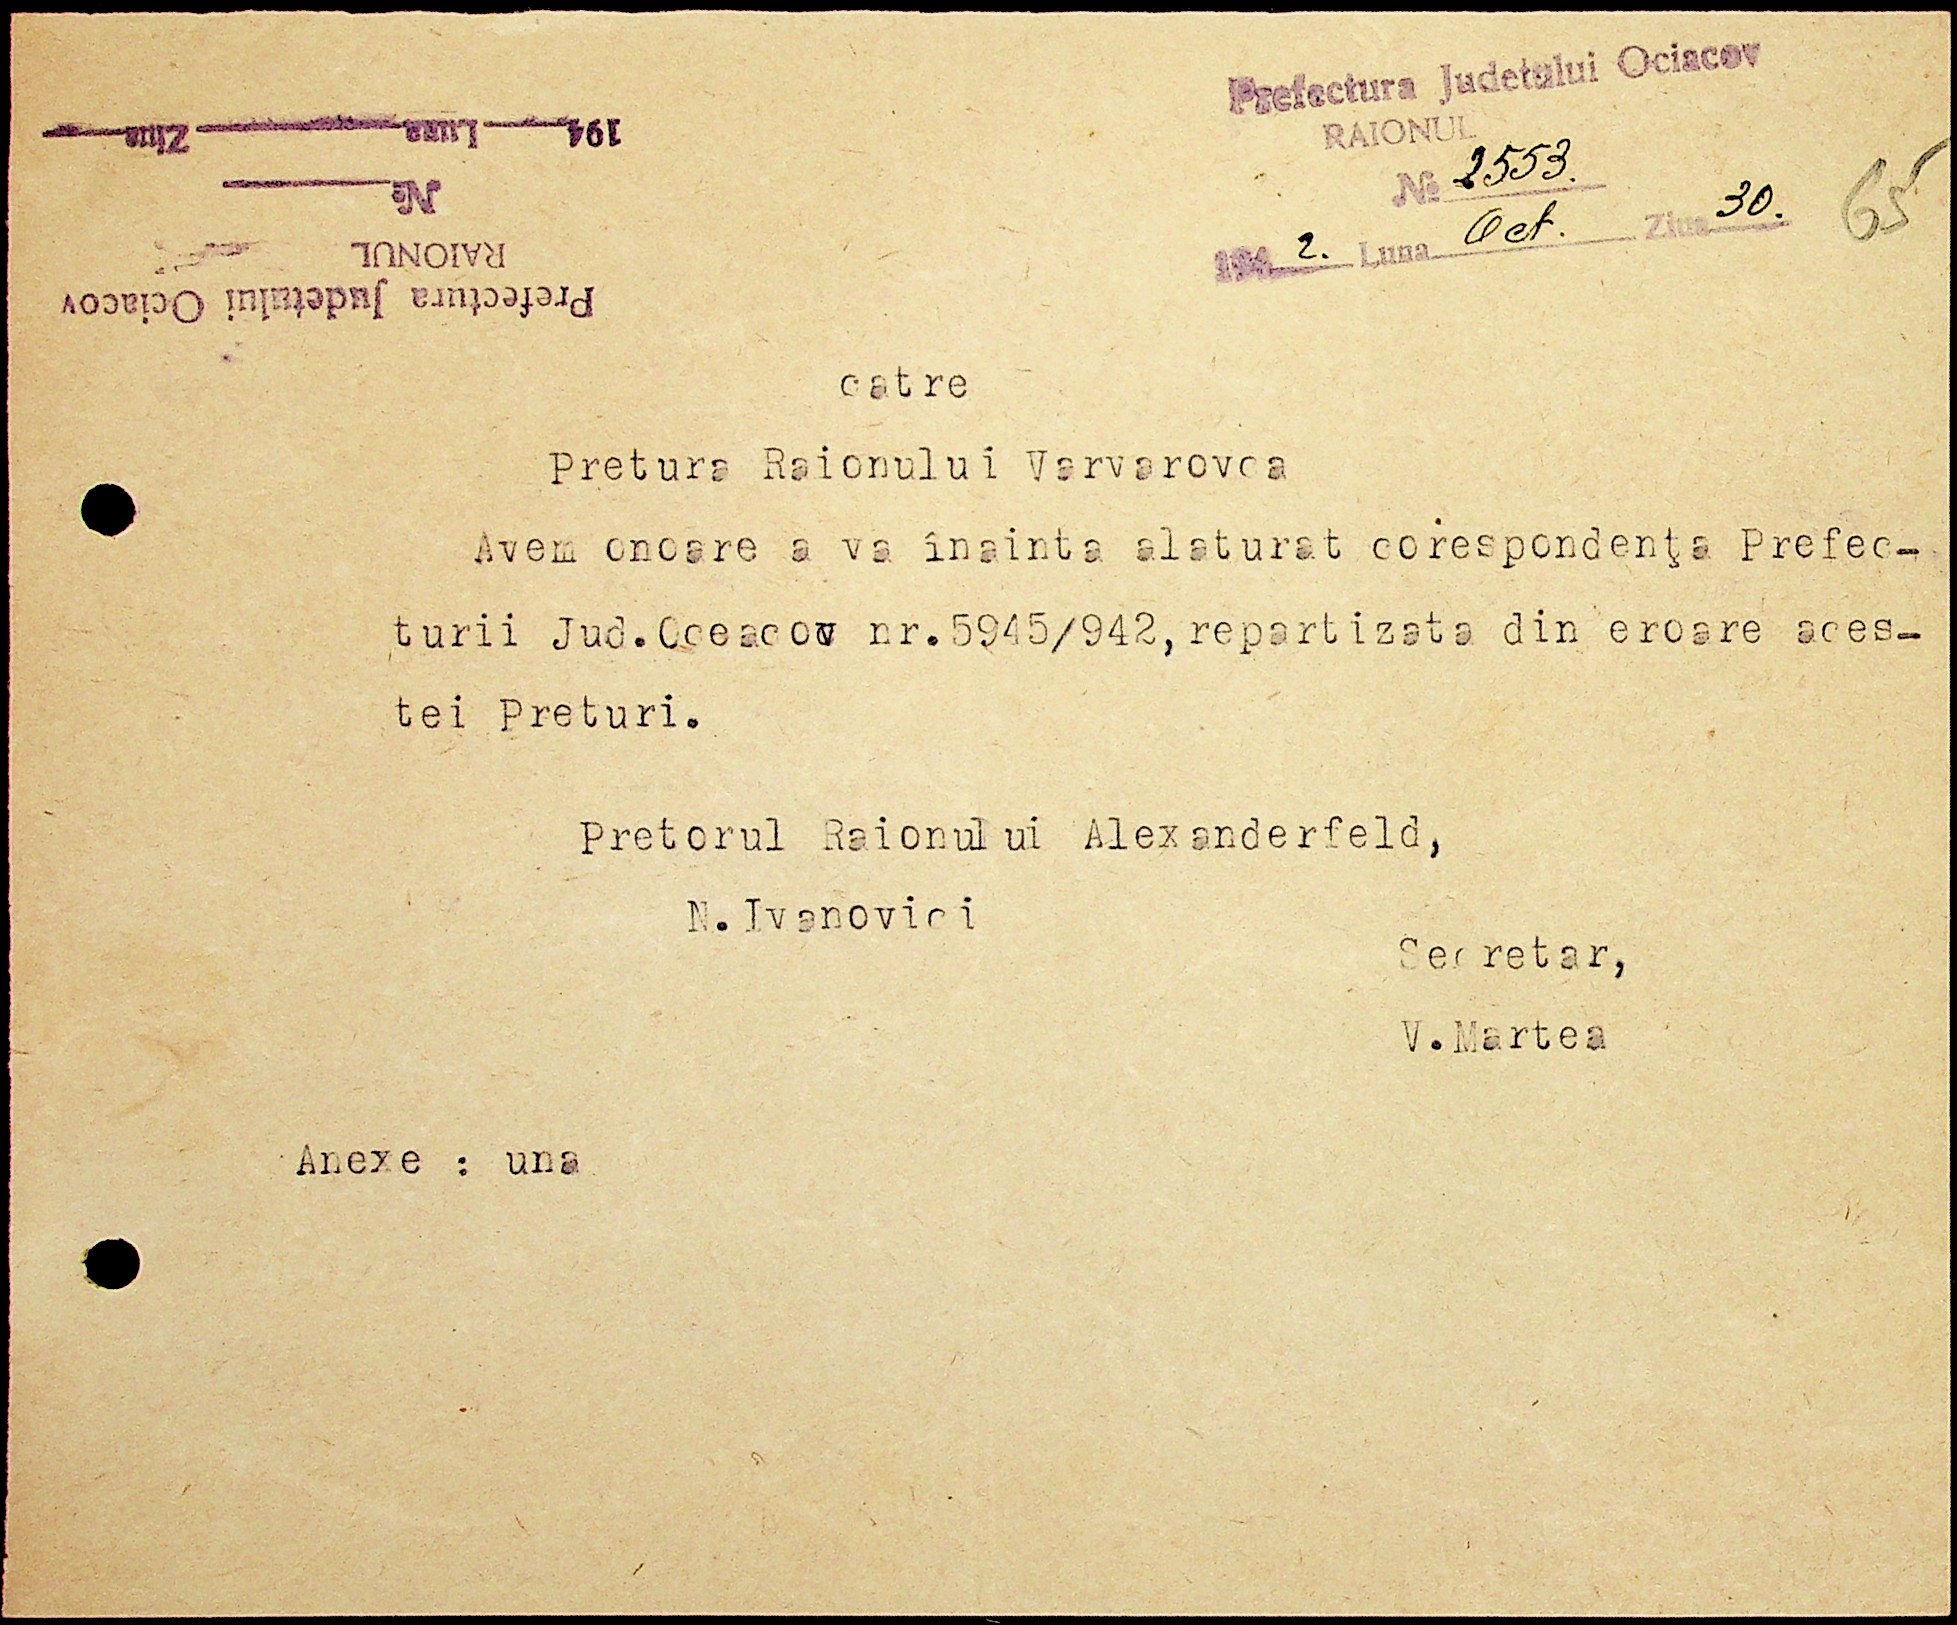 Prefectura Judetului Ociacov
RAIONUL
№ 2553.
194 2. Luna Oct. Ziua 30.
65
Prefectura Judetului Ociacov
RAIONUL
№
194 Luna Ziua
catre
Pretura Raionului Varvarovca
Avem onoare a va înainta alaturat corespondenţa Prefec-
turii Jud.Oceacov nr.5945/942,repartizata din eroare aces-
tei Preturi.
Pretorul Raionului Alexanderfeld,
N.Ivanovici
Secretar,
V.Martea
Anexe : una